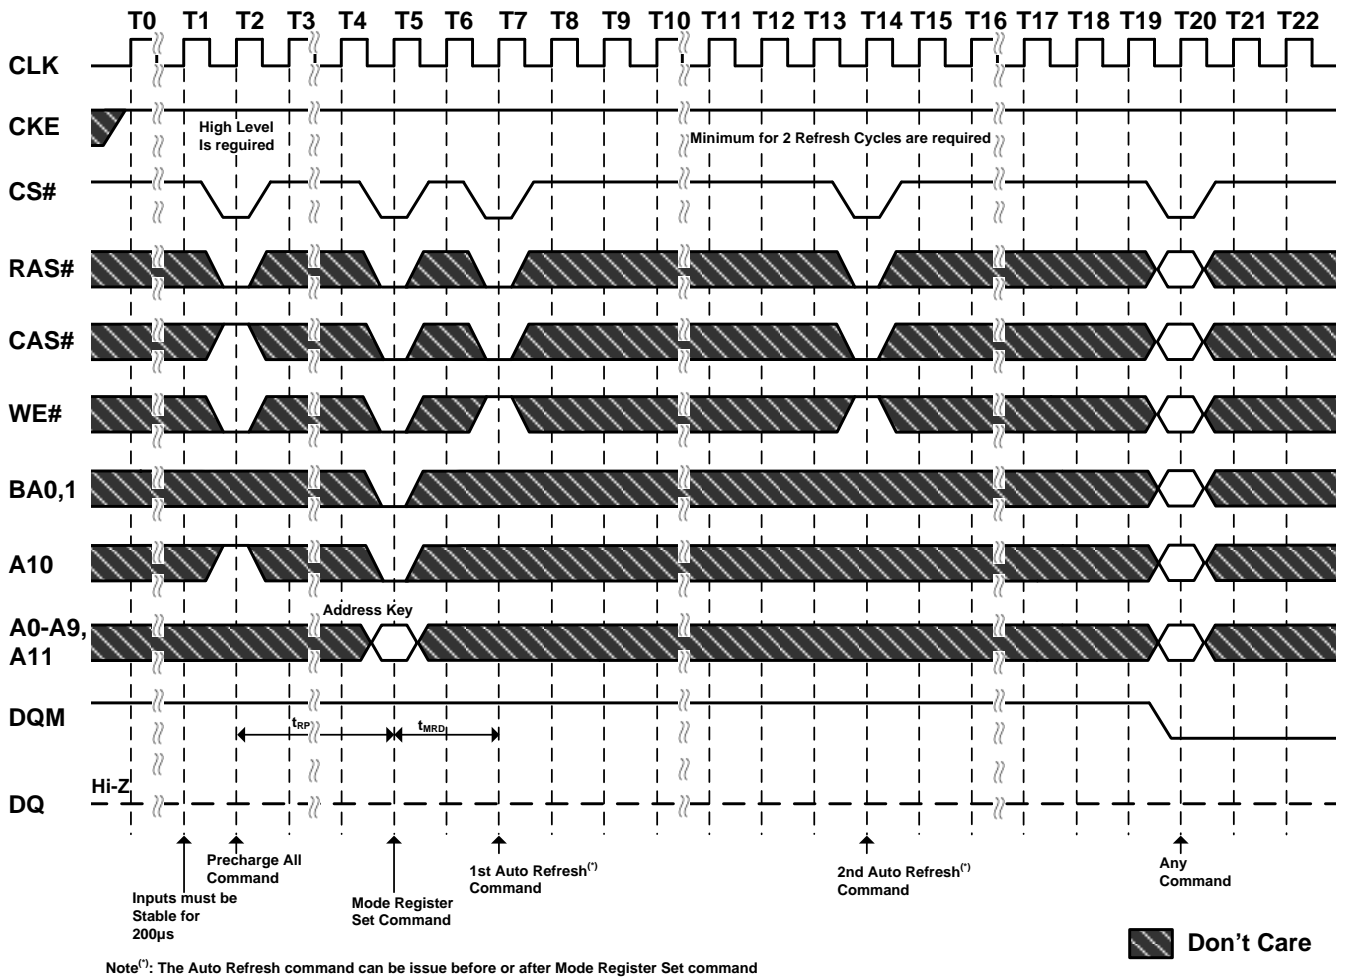 T0 T1 T2 T3 T4 T5 T6 T7 T8 T9 T10 T11 T12 T13 T14 T15 T16 T17 T18 T19 T20 T21 T22
CLK
CKE
High Level
Is reguired
Minimum for 2 Refresh Cycles are required
CS#
RAS#
CAS#
WE#
BA0,1
A10
Address Key
A0-A9,
A11
DQM
tRP
tMRD
Hi-Z
DQ
Inputs must be
Stable for
200µs
Precharge All
Command
Mode Register
Set Command
1st Auto Refresh(*)
Command
2nd Auto Refresh(*)
Command
Any
Command
Don't Care
Note(*): The Auto Refresh command can be issue before or after Mode Register Set command